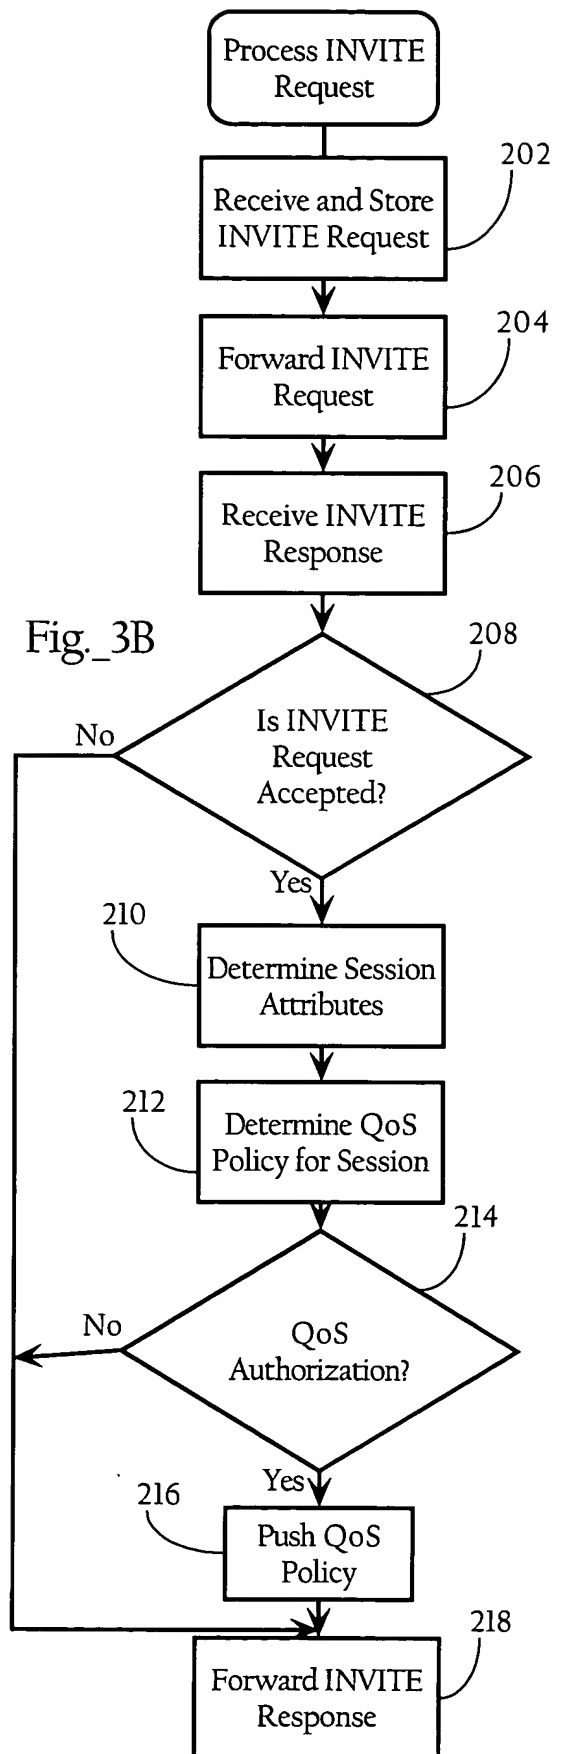 Process INVITE
Request
202
Receive and Store
INVITE Request
204
Forward INVITE
Request
206
Receive INVITE
Response
Fig._3B
208
No
Is INVITE
Request
Accepted?
Yes
210
Determine Session
Attributes
212
Determine QoS
Policy for Session
214
No
QoS
Authorization?
Yes
216
Push QoS
Policy
218
Forward INVITE
Response